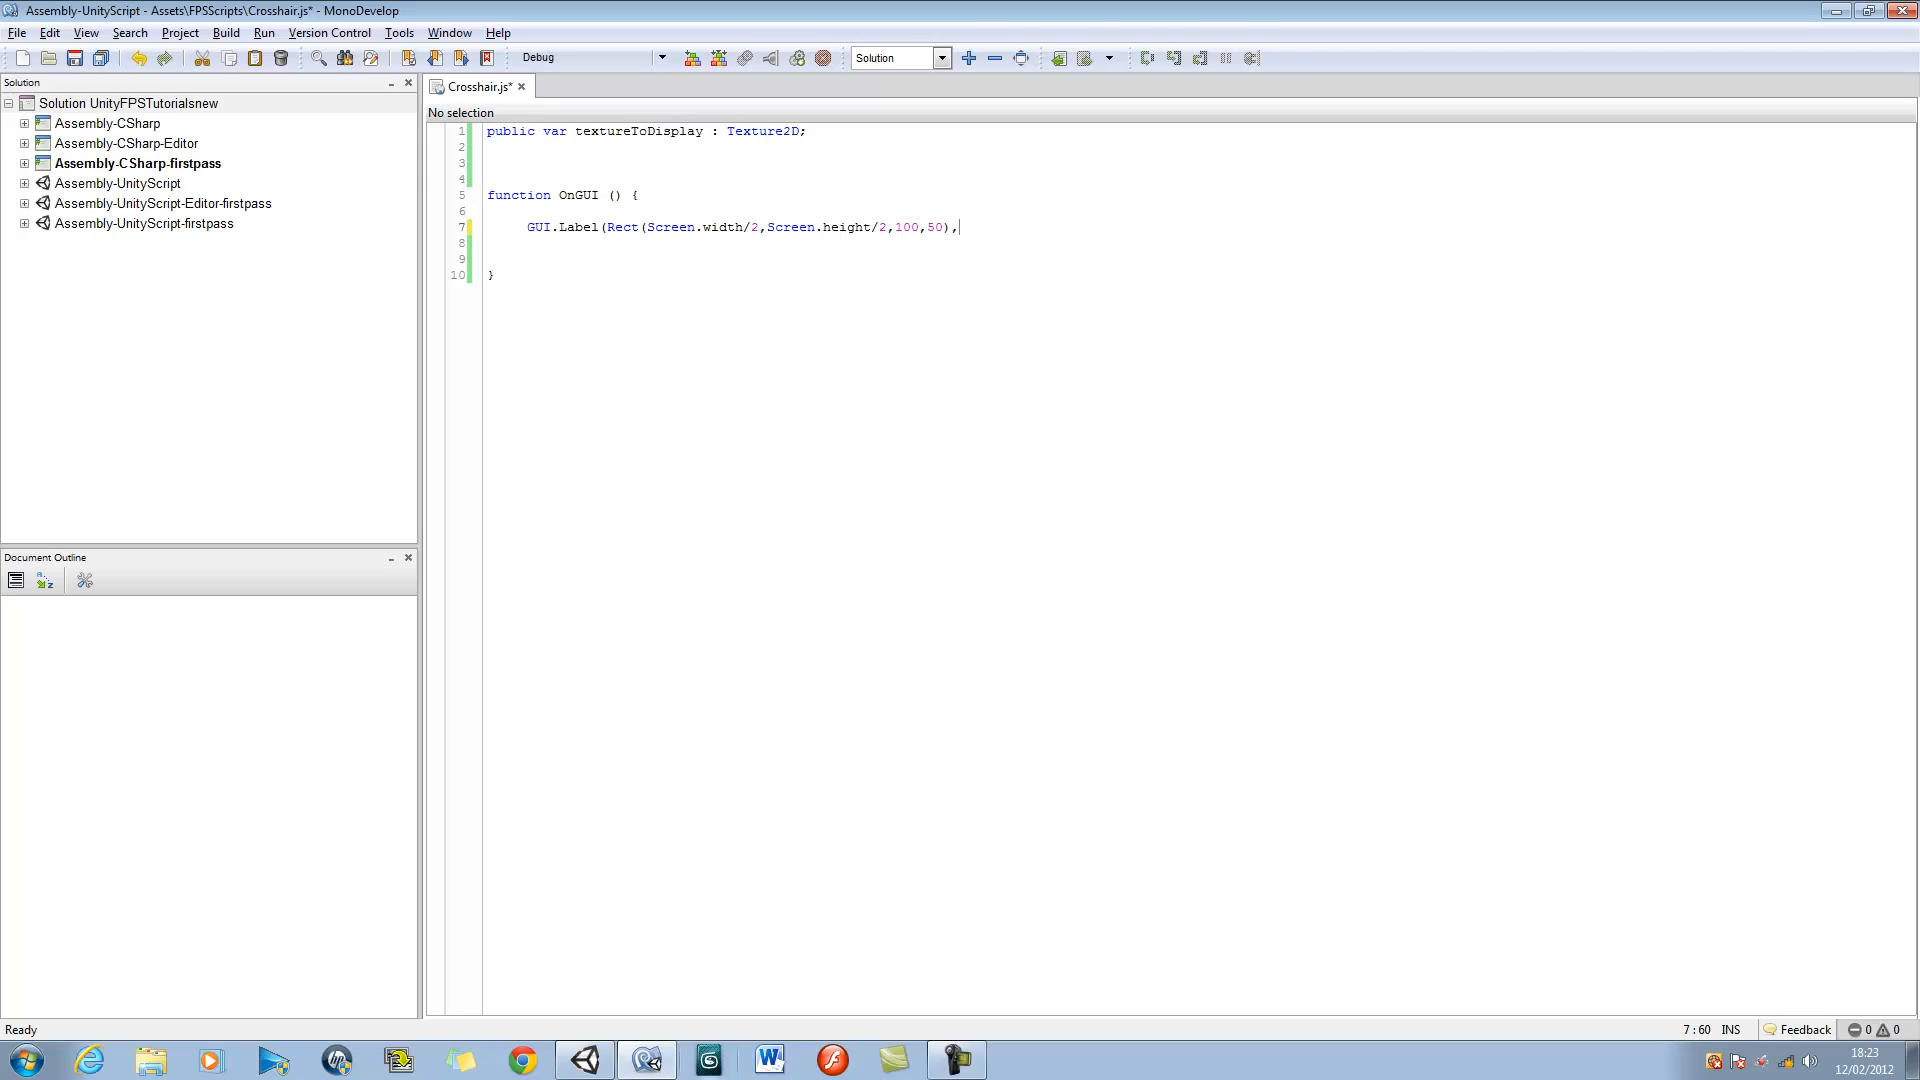 Assembly-UnityScript - Assets\FPSScripts\Crosshair.js* - MonoDevelop
File Edit View Search Project Build Run Version Control Tools Window Help
Debug Solution
Solution
Solution UnityFPSTutorialsnew
Assembly-CSharp
Assembly-CSharp-Editor
Assembly-CSharp-firstpass
Assembly-UnityScript
Assembly-UnityScript-Editor-firstpass
Assembly-UnityScript-firstpass
Document Outline
Crosshair.js*
No selection
1 public var textureToDisplay : Texture2D;
2
3
4
5 function OnGUI () {
6
7 GUI.Label(Rect(Screen.width/2,Screen.height/2,100,50),
8
9
10 }
Ready 7 : 60 INS Feedback 0 0
18:23
12/02/2012